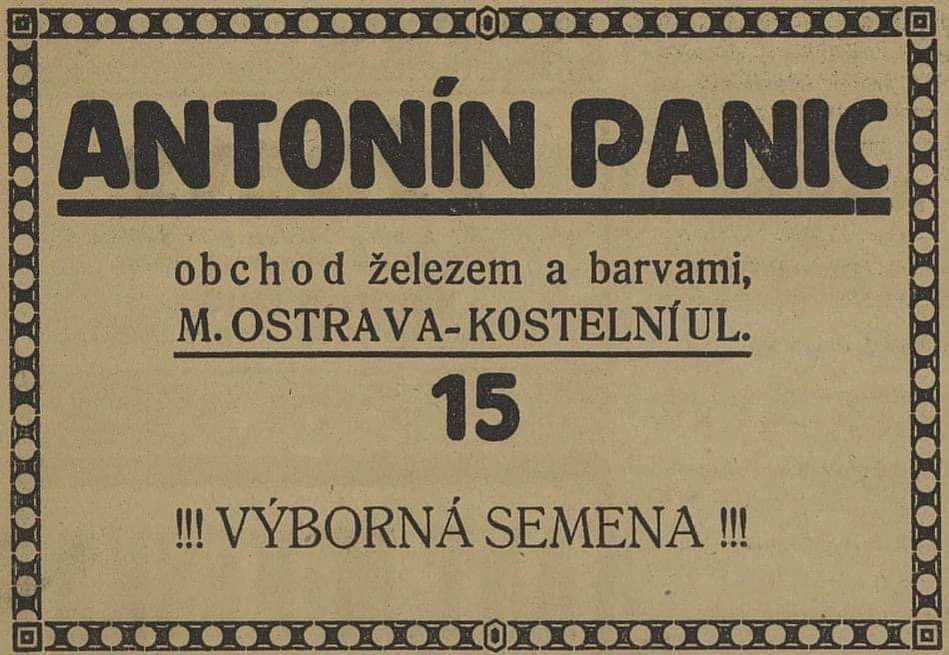 ANTONÍN PANIC
obchod železem a barvami,
M. OSTRAVA-KOSTELNÍ UL.
15
!!! VÝBORNÁ SEMENA !!!